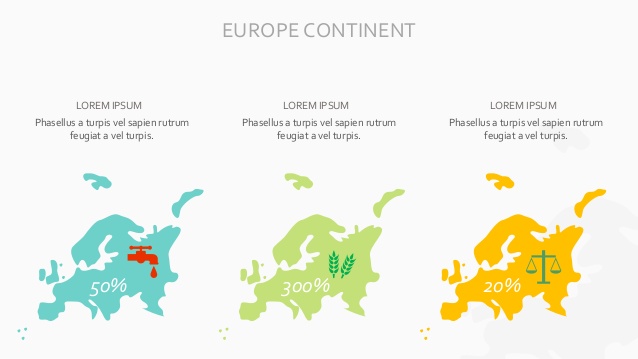 EUROPE CONTINENT
LOREM IPSUM
Phasellus a turpis vel sapien rutrum
feugiat a vel turpis.
LOREM IPSUM
Phasellus a turpis vel sapien rutrum
feugiat a vel turpis.
LOREM IPSUM
Phasellus a turpis vel sapien rutrum
feugiat a vel turpis.
50%
300%
20%